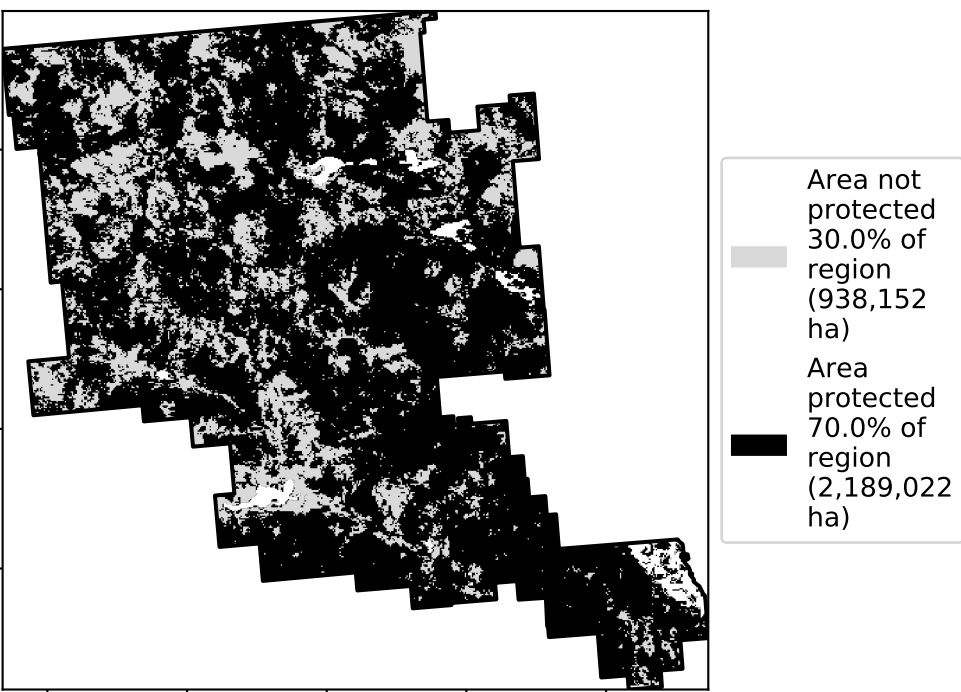 Area not
protected
30.0% of
region
(938,152
ha)
Area
protected
70.0% of
region
(2,189,022
ha)